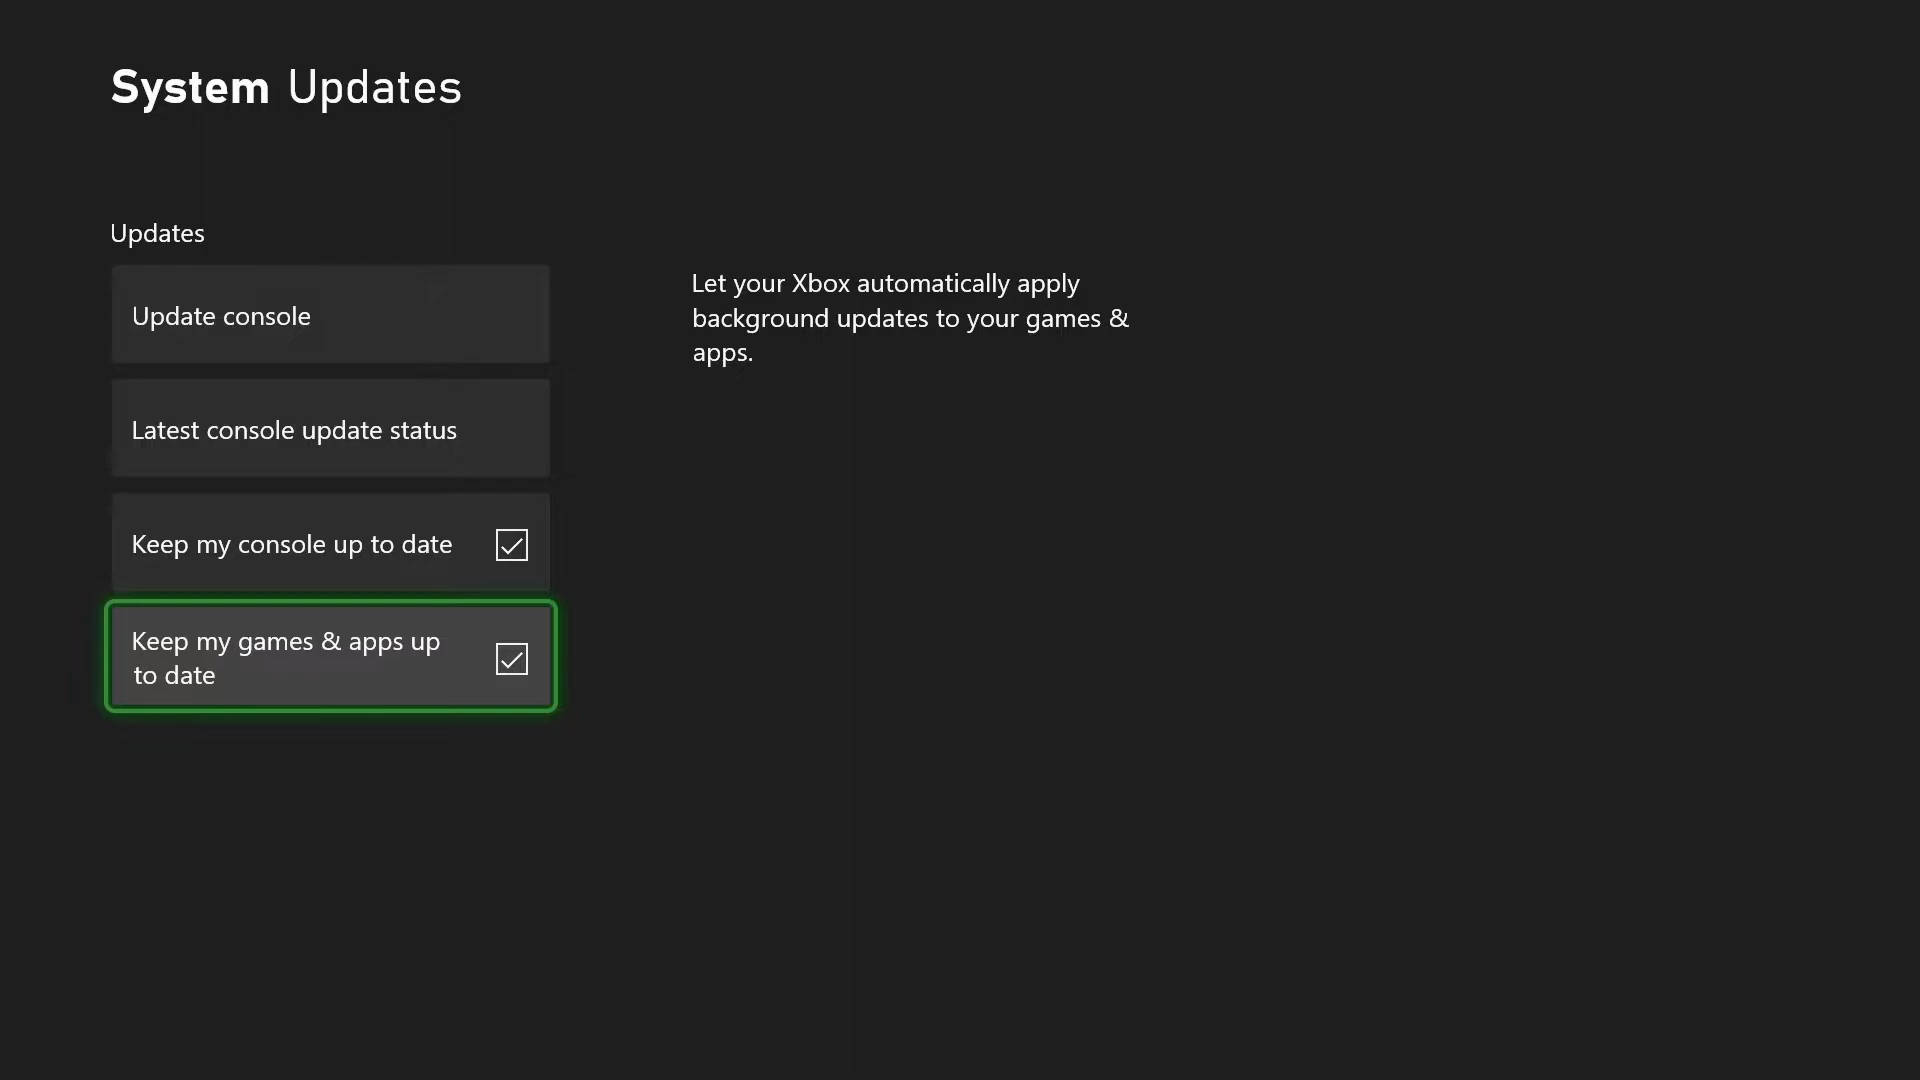 System Updates
Updates
Update console
Let your Xbox automatically apply
background updates to your games &
apps.
Latest console update status
Keep my console up to date
Keep my games & apps up
to date